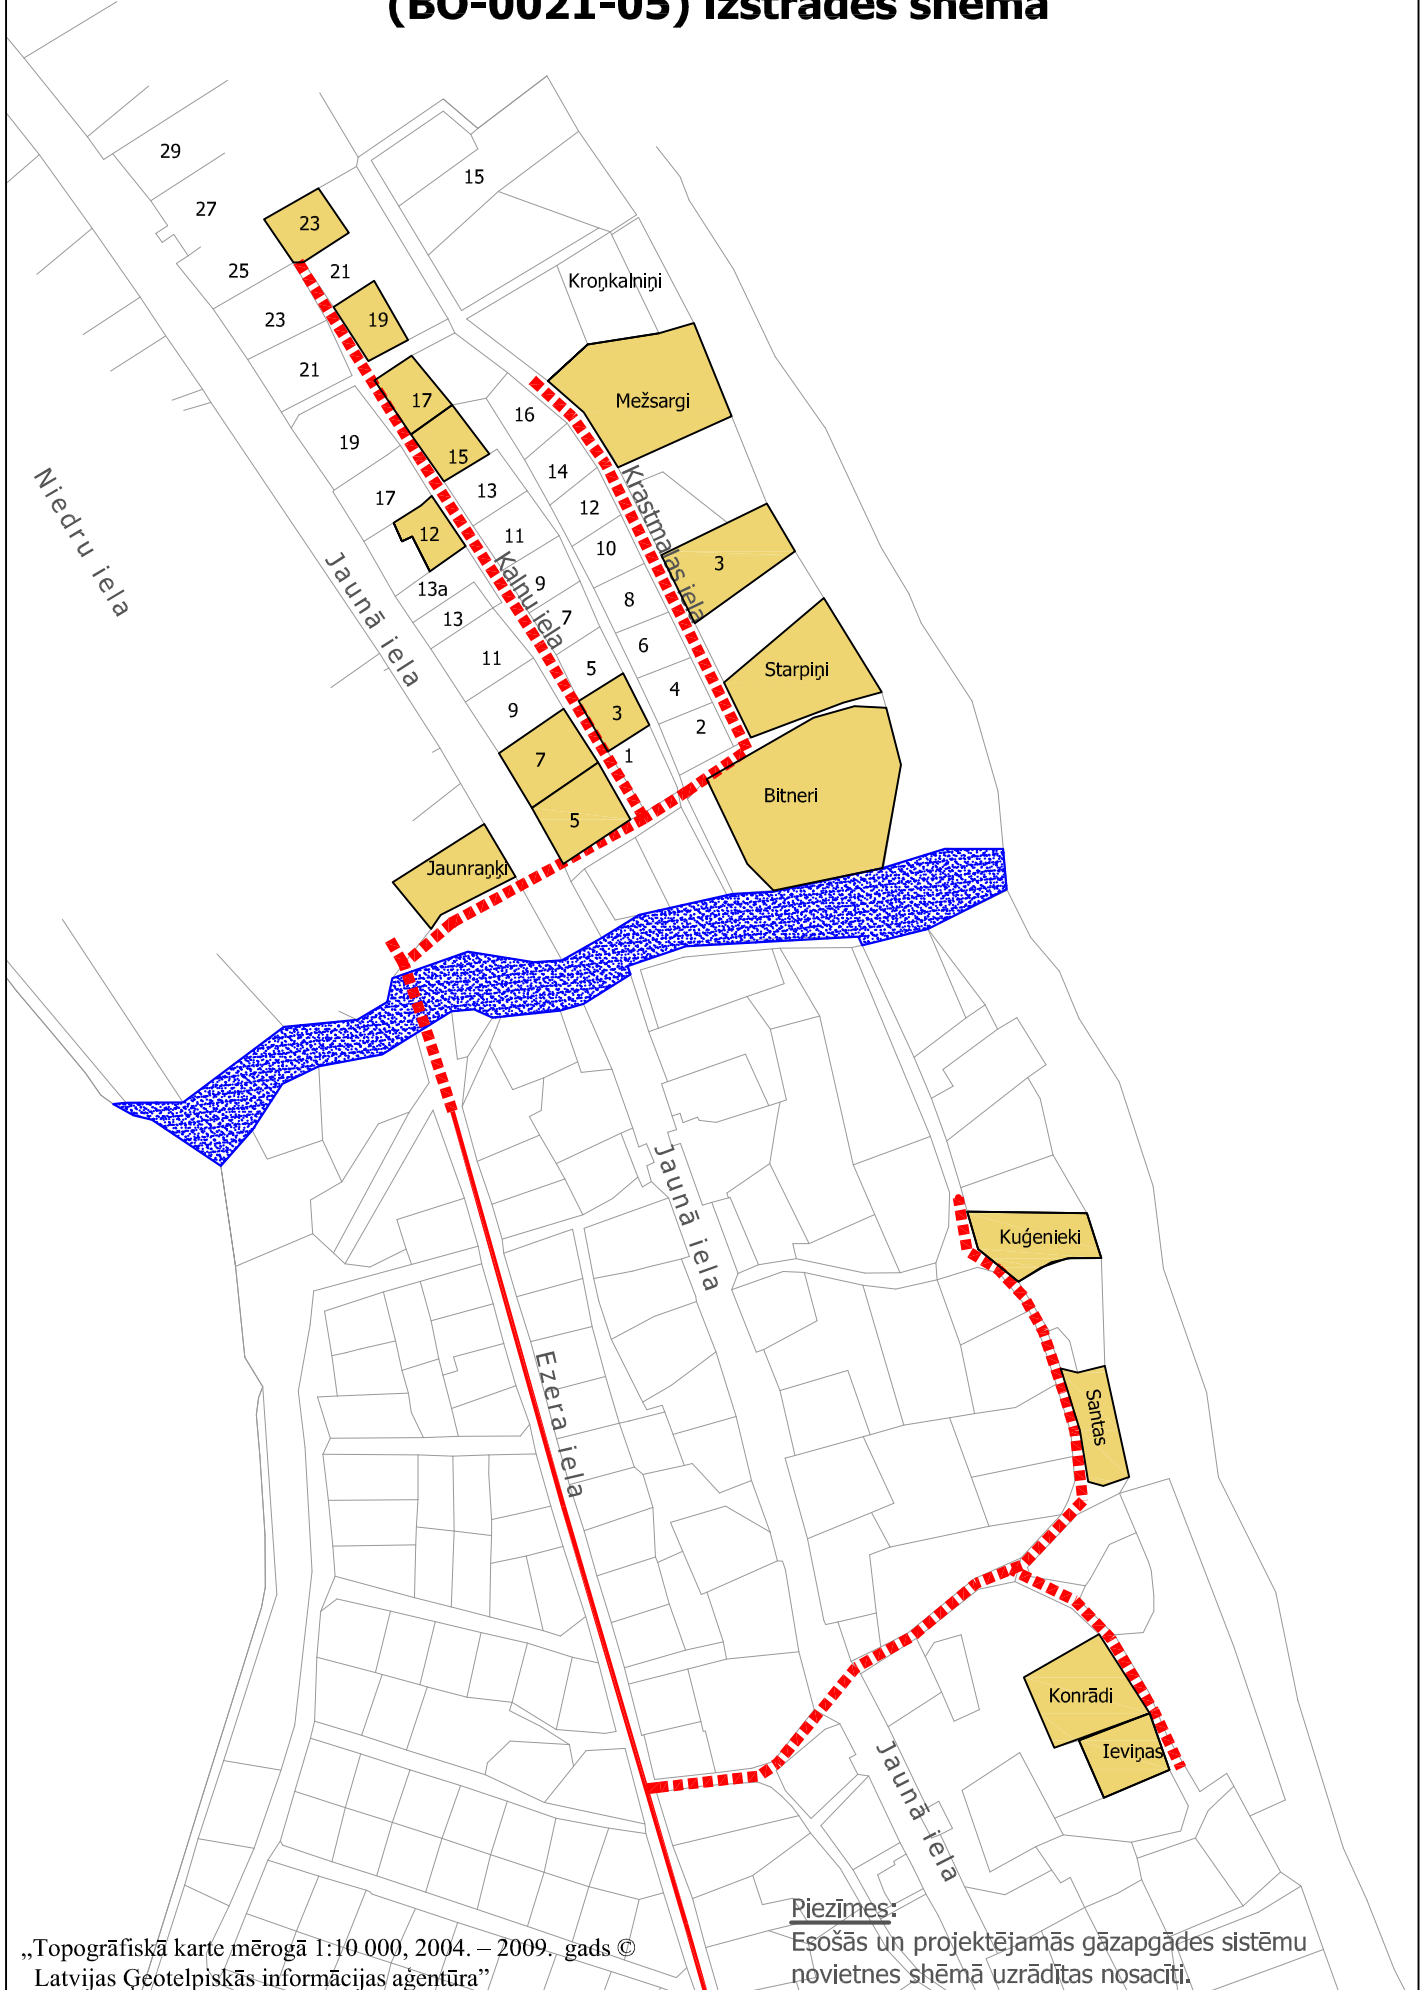 (BO-0021-05) izstrādes shēma
29
15
27
23
25
21
Kroņkalniņi
23
19
21
17
Mežsargi
16
19
15
14
13
17
12
Niedru iela
Krastmalas iela
12
11
10
3
Jaunā iela
Kalnu iela
13a
9
8
13
7
6
11
5
Starpiņi
4
9
3
2
7
1
Bitneri
5
Jaunraņķi
Jaunā iela
Kuģenieki
Ezera iela
Santas
Konrādi
Ieviņas
Jaunā iela
Piezīmes:
Esošās un projektējamās gāzapgādes sistēmu
novietnes shēmā uzrādītas nosacīti.
„Topogrāfiskā karte mērogā 1:10 000, 2004. – 2009. gads ©
Latvijas Ģeotelpiskās informācijas aģentūra”